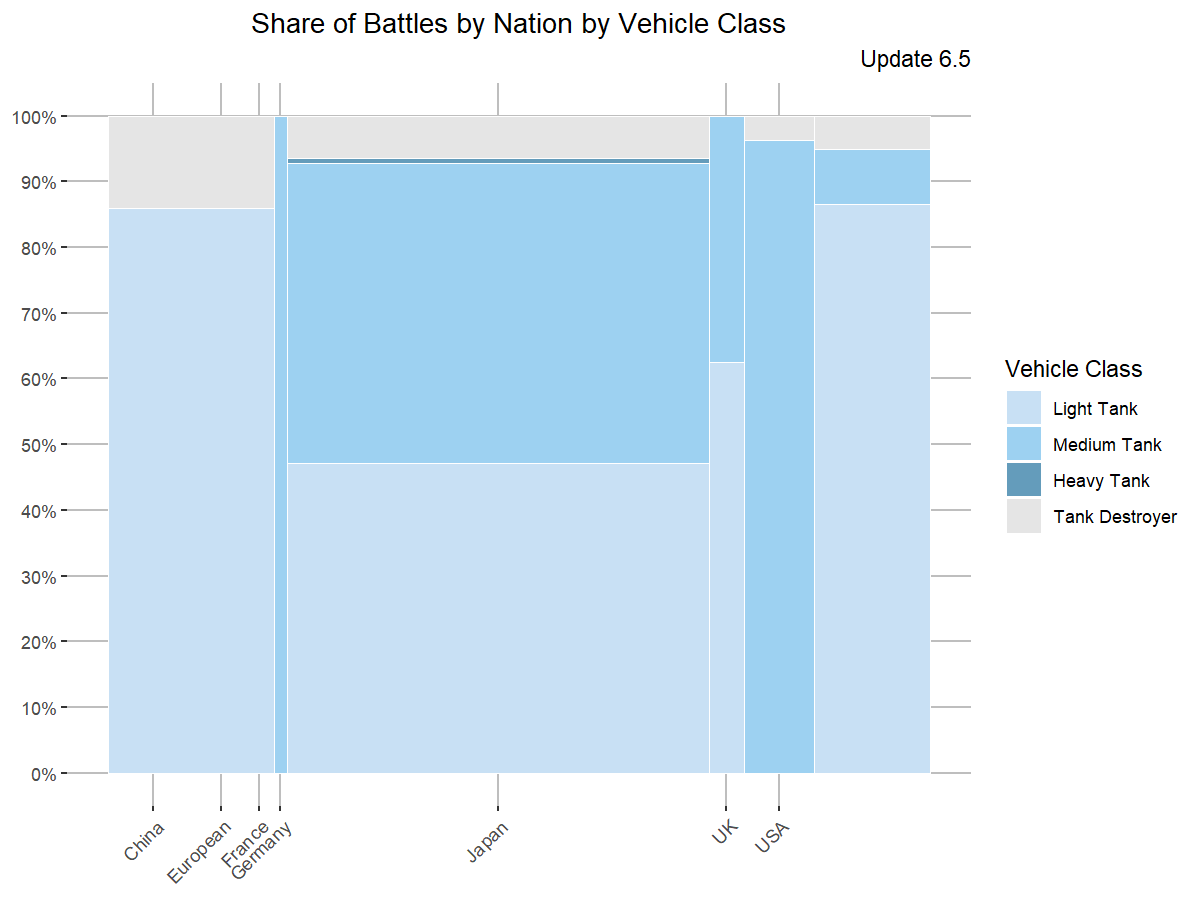 Share of Battles by Nation by Vehicle Class
Update 6.5
100%
90%
80%
70%
60%
50%
40%
30%
20%
10%
0%
China
European
France
Germany
Japan
UK
USA
Vehicle Class
Light Tank
Medium Tank
Heavy Tank
Tank Destroyer